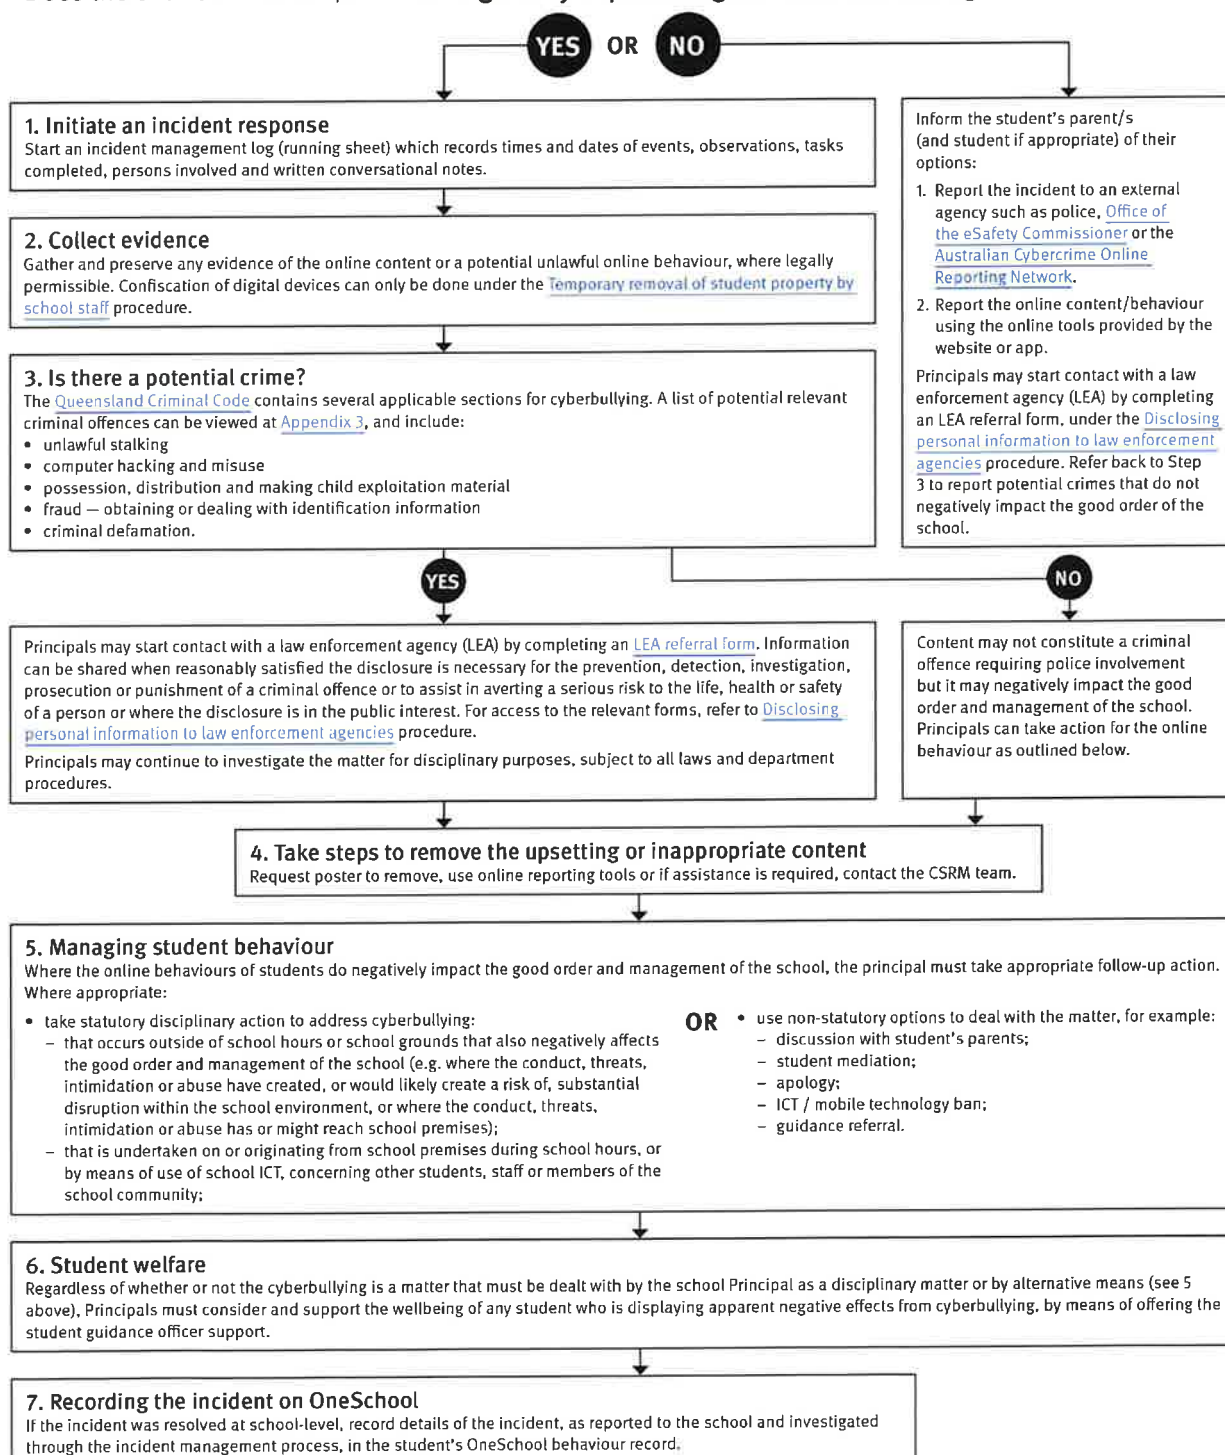 YES OR NO
1. Initiate an incident response
Start an incident management log (running sheet) which records times and dates of events, observations, tasks
completed, persons involved and written conversational notes.
2. Collect evidence
Gather and preserve any evidence of the online content or a potential unlawful online behaviour, where legally
permissible. Confiscation of digital devices can only be done under the Temporary removal of student property by
school staff procedure.
3. Is there a potential crime?
The Queensland Criminal Code contains several applicable sections for cyberbullying. A list of potential relevant
criminal offences can be viewed at Appendix 3, and include:
• unlawful stalking
• computer hacking and misuse
• possession, distribution and making child exploitation material
• fraud — obtaining or dealing with identification information
• criminal defamation.
Inform the student's parent/s
(and student if appropriate) of their
options:
1. Report the incident to an external
agency such as police, Office of
the eSafety Commissioner or the
Australian Cybercrime Online
Reporting Network.
2. Report the online content/behaviour
using the online tools provided by the
website or app.
Principals may start contact with a law
enforcement agency (LEA) by completing
an LEA referral form, under the Disclosing
personal information to law enforcement
agencies procedure. Refer back to Step
3 to report potential crimes that do not
negatively impact the good order of the
school.
YES
NO
Principals may start contact with a law enforcement agency (LEA) by completing an LEA referral form. Information
can be shared when reasonably satisfied the disclosure is necessary for the prevention, detection, investigation,
prosecution or punishment of a criminal offence or to assist in averting a serious risk to the life, health or safety
of a person or where the disclosure is in the public interest. For access to the relevant forms, refer to Disclosing
personal information to law enforcement agencies procedure.
Principals may continue to investigate the matter for disciplinary purposes, subject to all laws and department
procedures.
Content may not constitute a criminal
offence requiring police involvement
but it may negatively impact the good
order and management of the school.
Principals can take action for the online
behaviour as outlined below.
4. Take steps to remove the upsetting or inappropriate content
Request poster to remove, use online reporting tools or if assistance is required, contact the CSRM team.
5. Managing student behaviour
Where the online behaviours of students do negatively impact the good order and management of the school, the principal must take appropriate follow-up action.
Where appropriate:
• take statutory disciplinary action to address cyberbullying:
– that occurs outside of school hours or school grounds that also negatively affects
the good order and management of the school (e.g. where the conduct, threats,
intimidation or abuse have created, or would likely create a risk of, substantial
disruption within the school environment, or where the conduct, threats,
intimidation or abuse has or might reach school premises);
– that is undertaken on or originating from school premises during school hours, or
by means of use of school ICT, concerning other students, staff or members of the
school community;
OR
• use non-statutory options to deal with the matter, for example:
– discussion with student's parents;
– student mediation;
– apology;
– ICT / mobile technology ban;
– guidance referral.
6. Student welfare
Regardless of whether or not the cyberbullying is a matter that must be dealt with by the school Principal as a disciplinary matter or by alternative means (see 5
above), Principals must consider and support the wellbeing of any student who is displaying apparent negative effects from cyberbullying, by means of offering the
student guidance officer support.
7. Recording the incident on OneSchool
If the incident was resolved at school-level, record details of the incident, as reported to the school and investigated
through the incident management process, in the student's OneSchool behaviour record.